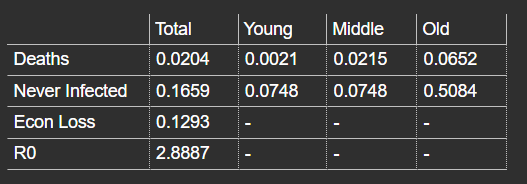 Total Young Middle Old
Deaths 0.0204 0.0021 0.0215 0.0652
Never Infected 0.1659 0.0748 0.0748 0.5084
Econ Loss 0.1293 - - -
R0 2.8887 - - -